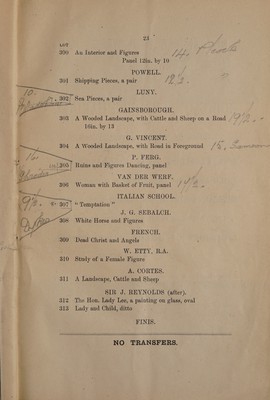 23
LOT
300 An Interior and Figures
Panel 12in. by 10
POWELL.
301 Shipping Pieces, a pair
LUNY.
302 Sea Pieces, a pair
GAINSBOROUGH.
303 A Wooded Landscape, with Cattle and Sheep on a Road
16in. by 13
G. VINCENT.
304 A Wooded Landscape, with Road in Foreground
P. FERG.
305 Ruins and Figures Dancing, panel
VAN DER WERF.
306 Woman with Basket of Fruit, panel
ITALIAN SCHOOL.
307 "Temptation"
J. G. SERALCH.
308 White Horse and Figures
FRENCH.
309 Dead Christ and Angels
W. ETTY, R.A.
310 Study of a Female Figure
A. CORTES.
311 A Landscape, Cattle and Sheep
SIR J. REYNOLDS (after).
312 The Hon. Lady Lee, a painting on glass, oval
313 Lady and Child, ditto
FINIS.
NO TRANSFERS.